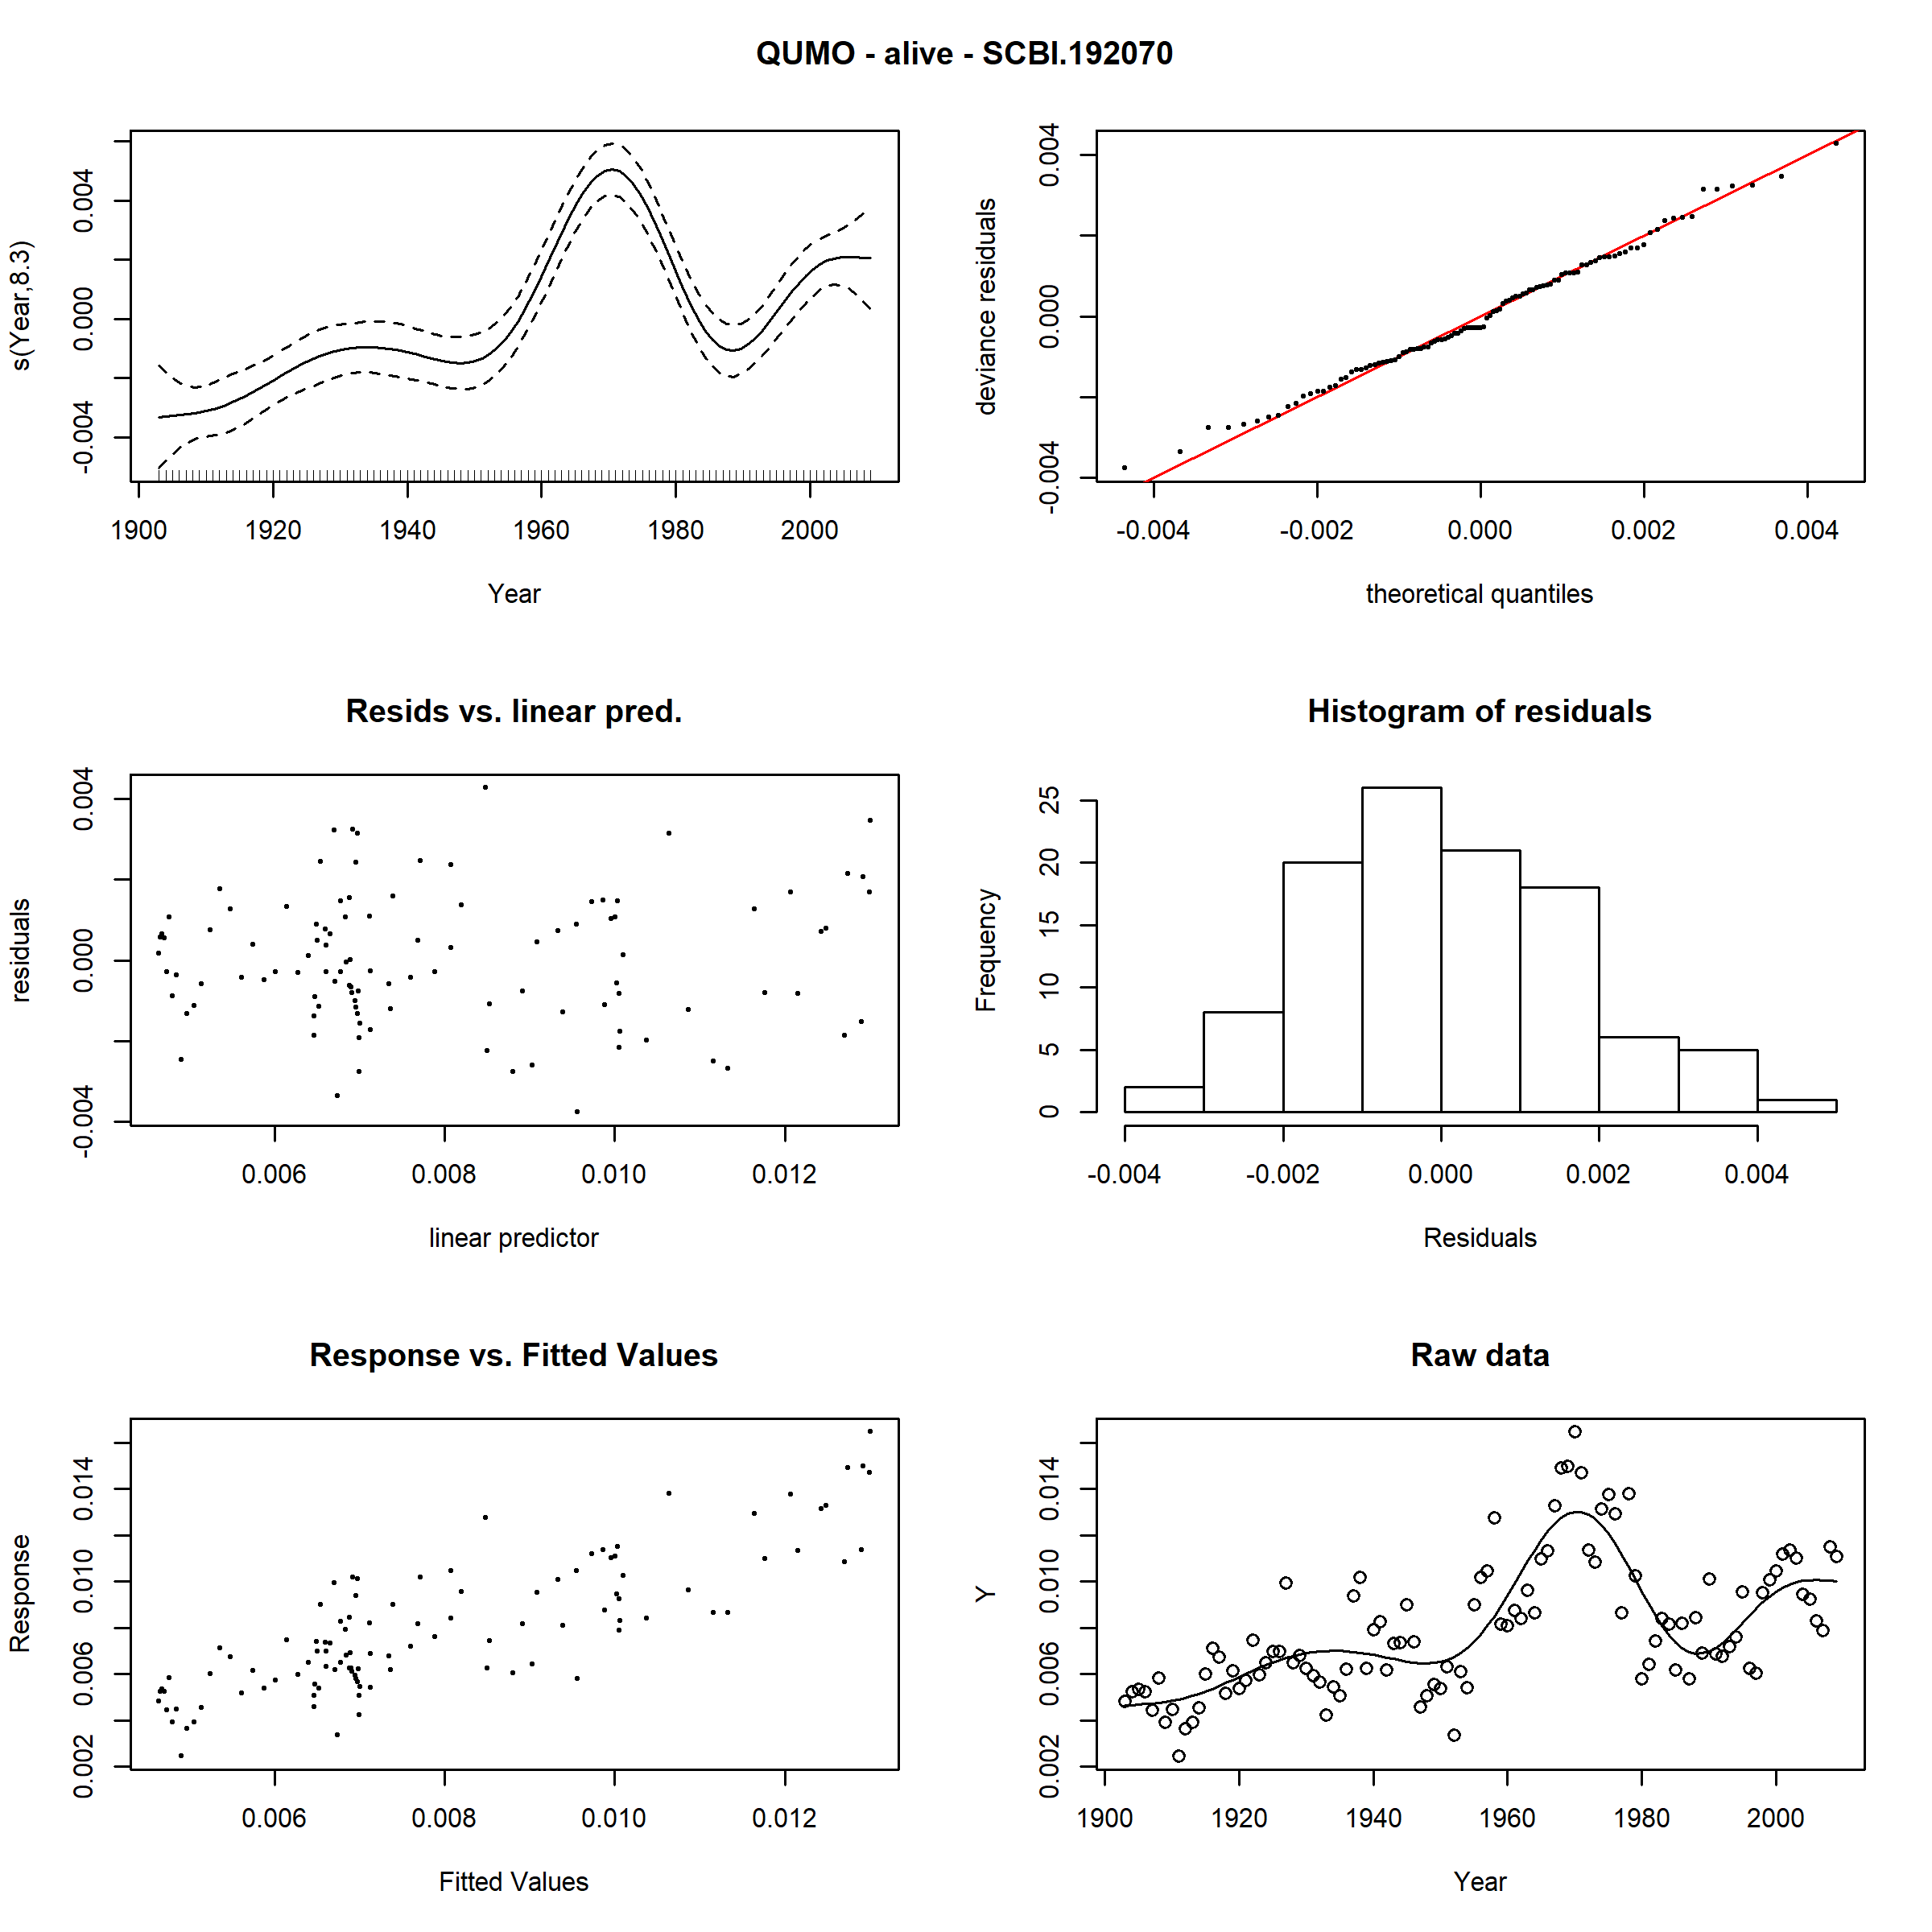 QUMO - alive - SCBI.192070
s(Year,8.3)
-0.004 0.000 0.004
1900 1920 1940 1960 1980 2000
Year
deviance residuals
-0.004 0.000 0.004
-0.004 -0.002 0.000 0.002 0.004
theoretical quantiles
Resids vs. linear pred.
residuals
-0.004 0.000 0.004
0.006 0.008 0.010 0.012
linear predictor
Histogram of residuals
Frequency
0 5 10 15 20 25
-0.004 -0.002 0.000 0.002 0.004
Residuals
Response vs. Fitted Values
Response
0.002 0.006 0.010 0.014
0.006 0.008 0.010 0.012
Fitted Values
Raw data
Y
0.002 0.006 0.010 0.014
1900 1920 1940 1960 1980 2000
Year